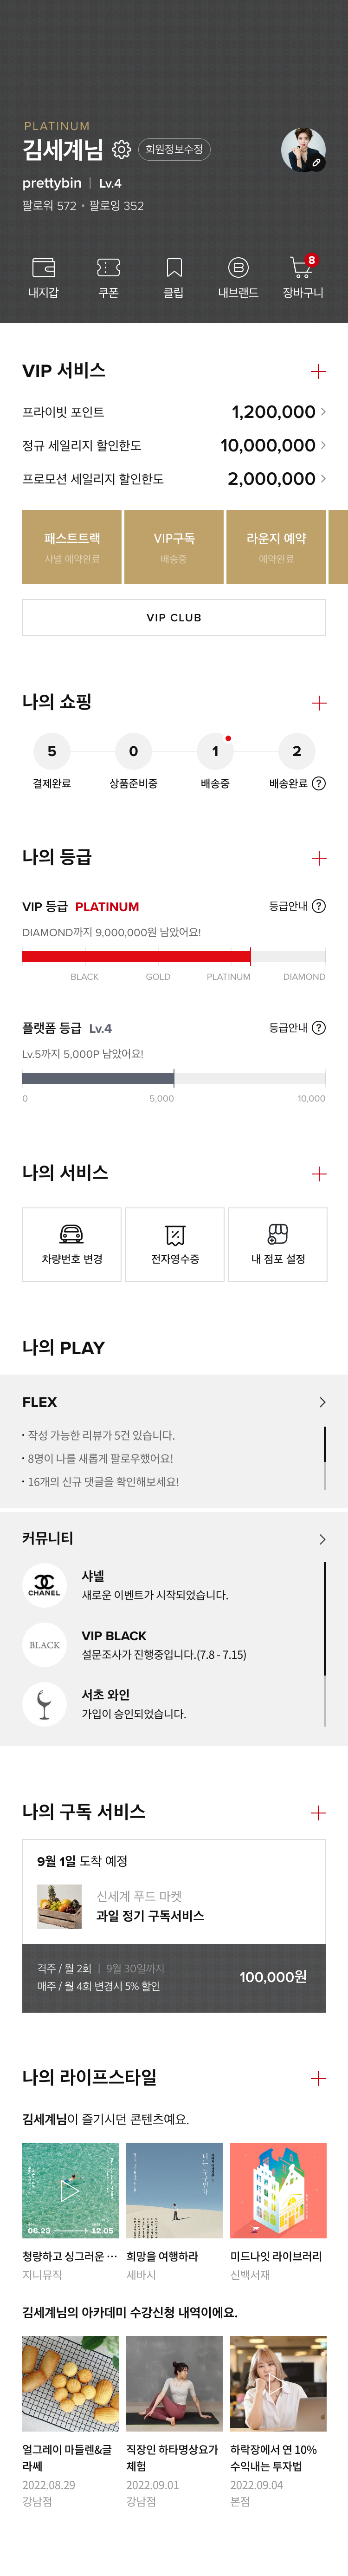 PLATINUM
김세계님
회원정보수정
prettybin | Lv.4
팔로워 572 • 팔로잉 352
내지갑
쿠폰
클립
내브랜드
8
장바구니
VIP 서비스
프라이빗 포인트 1,200,000
정규 세일리지 할인한도 10,000,000
프로모션 세일리지 할인한도 2,000,000
패스트트랙
샤넬 예약완료
VIP구독
배송중
라운지 예약
예약완료
VIP CLUB
나의 쇼핑
5 0 1 2
결제완료 상품준비중 배송중 배송완료 ?
나의 등급
VIP 등급 PLATINUM 등급안내 ?
DIAMOND까지 9,000,000원 남았어요!
BLACK GOLD PLATINUM DIAMOND
플랫폼 등급 Lv.4 등급안내 ?
Lv.5까지 5,000P 남았어요!
0 5,000 10,000
나의 서비스
차량번호 변경
전자영수증
내 점포 설정
나의 PLAY
FLEX
· 작성 가능한 리뷰가 5건 있습니다.
· 8명이 나를 새롭게 팔로우했어요!
· 16개의 신규 댓글을 확인해보세요!
커뮤니티
CHANEL
샤넬
새로운 이벤트가 시작되었습니다.
BLACK
VIP BLACK
설문조사가 진행중입니다.(7.8 - 7.15)
서초 와인
가입이 승인되었습니다.
나의 구독 서비스
9월 1일 도착 예정
신세계 푸드 마켓
과일 정기 구독서비스
격주 / 월 2회 | 9월 30일까지
매주 / 월 4회 변경시 5% 할인
100,000원
나의 라이프스타일
김세계님이 즐기시던 콘텐츠예요.
06.23 12.05
청량하고 싱그러운 ···
지니뮤직
희망을 여행하라
세바시
미드나잇 라이브러리
신백서재
김세계님의 아카데미 수강신청 내역이에요.
얼그레이 마들렌&글
라쎄
2022.08.29
강남점
직장인 하타명상요가
체험
2022.09.01
강남점
하락장에서 연 10%
수익내는 투자법
2022.09.04
본점